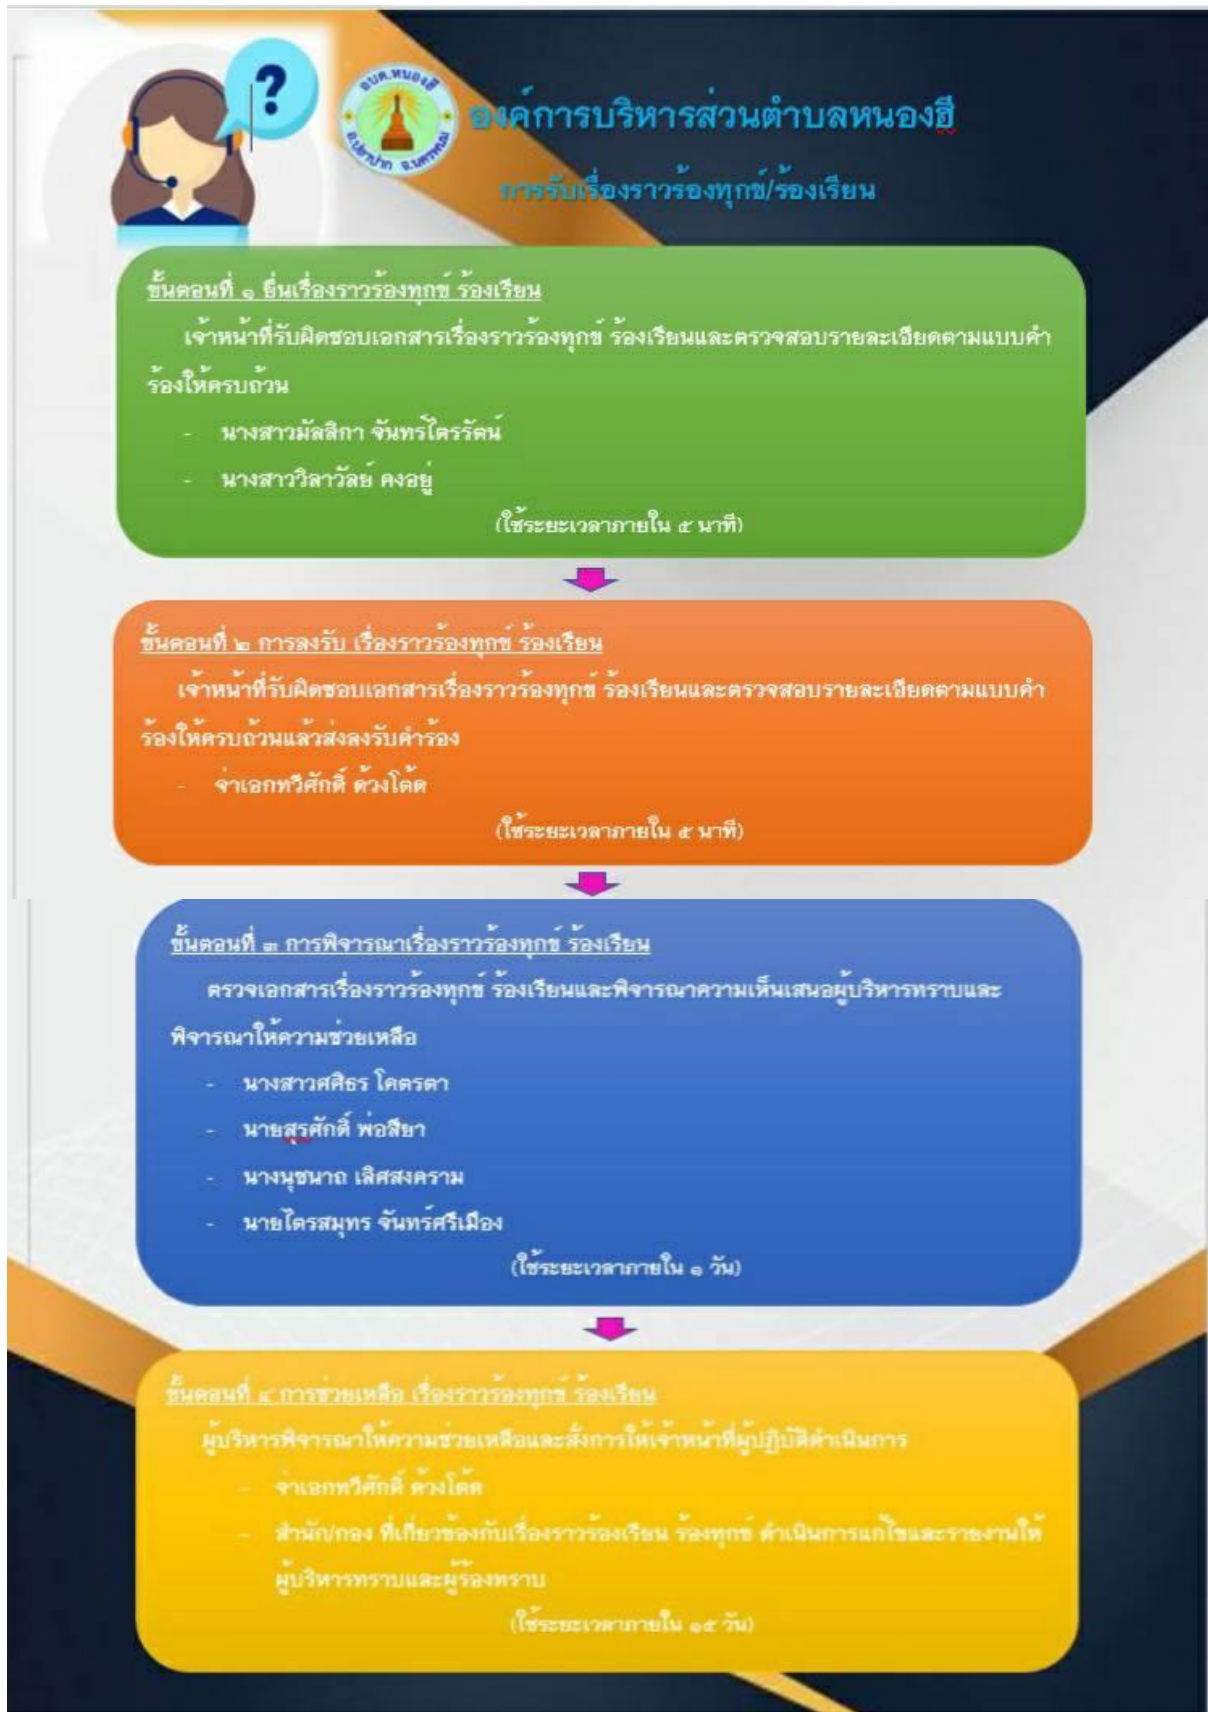 ?
อบต.หนองฮี
อ.ปลาปาก จ.นครพนม
องค์การบริหารส่วนตำบลหนองฮี
การรับเรื่องราวร้องทุกข์/ร้องเรียน
ขั้นตอนที่ ๑ ยื่นเรื่องราวร้องทุกข์ ร้องเรียน
เจ้าหน้าที่รับผิดชอบเอกสารเรื่องราวร้องทุกข์ ร้องเรียนและตรวจสอบรายละเอียดตามแบบคำ
ร้องให้ครบถ้วน
- นางสาวมัลสิกา จันทร์ไตรรัตน์
- นางสาววิลาวัลย์ คงอยู่
(ใช้ระยะเวลาภายใน ๕ นาที)
ขั้นตอนที่ ๒ การลงรับ เรื่องราวร้องทุกข์ ร้องเรียน
เจ้าหน้าที่รับผิดชอบเอกสารเรื่องราวร้องทุกข์ ร้องเรียนและตรวจสอบรายละเอียดตามแบบคำ
ร้องให้ครบถ้วนแล้วส่งลงรับคำร้อง
- จ่าเอกทวีศักดิ์ ด้วงโต้ด
(ใช้ระยะเวลาภายใน ๕ นาที)
ขั้นตอนที่ ๓ การพิจารณาเรื่องราวร้องทุกข์ ร้องเรียน
ตรวจเอกสารเรื่องราวร้องทุกข์ ร้องเรียนและพิจารณาความเห็นเสนอผู้บริหารทราบและ
พิจารณาให้ความช่วยเหลือ
- นางสาวศศิธร โคตรตา
- นายสุรศักดิ์ พ่อสียา
- นางนุชนาถ เลิศสงคราม
- นายไตรสมุทร จันทร์ศรีเมือง
(ใช้ระยะเวลาภายใน ๑ วัน)
ขั้นตอนที่ ๔ การช่วยเหลือ เรื่องราวร้องทุกข์ ร้องเรียน
ผู้บริหารพิจารณาให้ความช่วยเหลือและสั่งการให้เจ้าหน้าที่ผู้ปฏิบัติดำเนินการ
- จ่าเอกทวีศักดิ์ ด้วงโต้ด
- สำนัก/กอง ที่เกี่ยวข้องกับเรื่องราวร้องเรียน ร้องทุกข์ ดำเนินการแก้ไขและรายงานให้
ผู้บริหารทราบและผู้ร้องทราบ
(ใช้ระยะเวลาภายใน ๑๕ วัน)